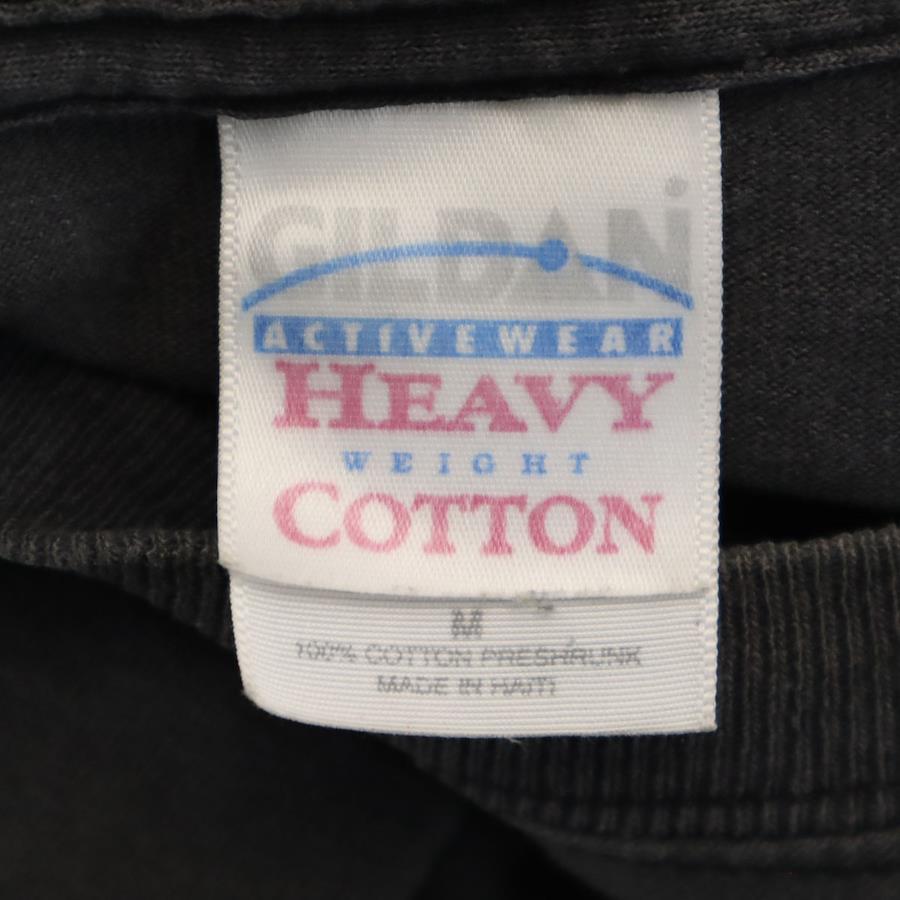 GILDAN
ACTIVEWEAR
HEAVY
WEIGHT
COTTON
M
100% COTTON PRESHRUNK
MADE IN HAITI